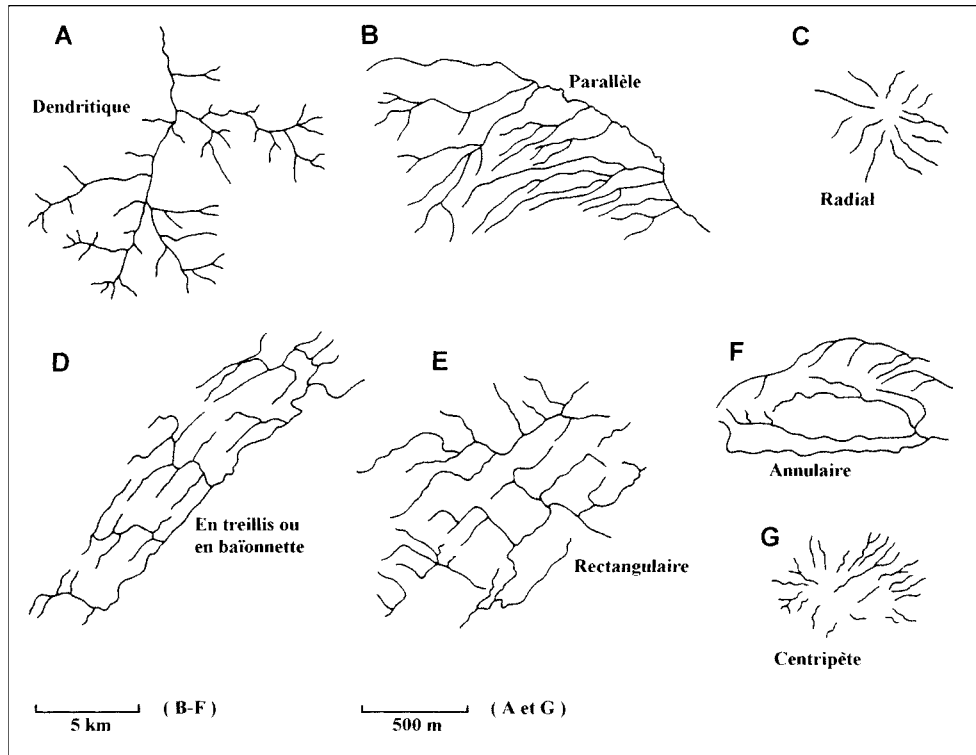 A
Dendritique
B
Parallèle
C
Radial
D
En treillis ou
en baïonnette
E
Rectangulaire
F
Annulaire
G
Centripète
5 km
( B-F )
500 m
( A et G )